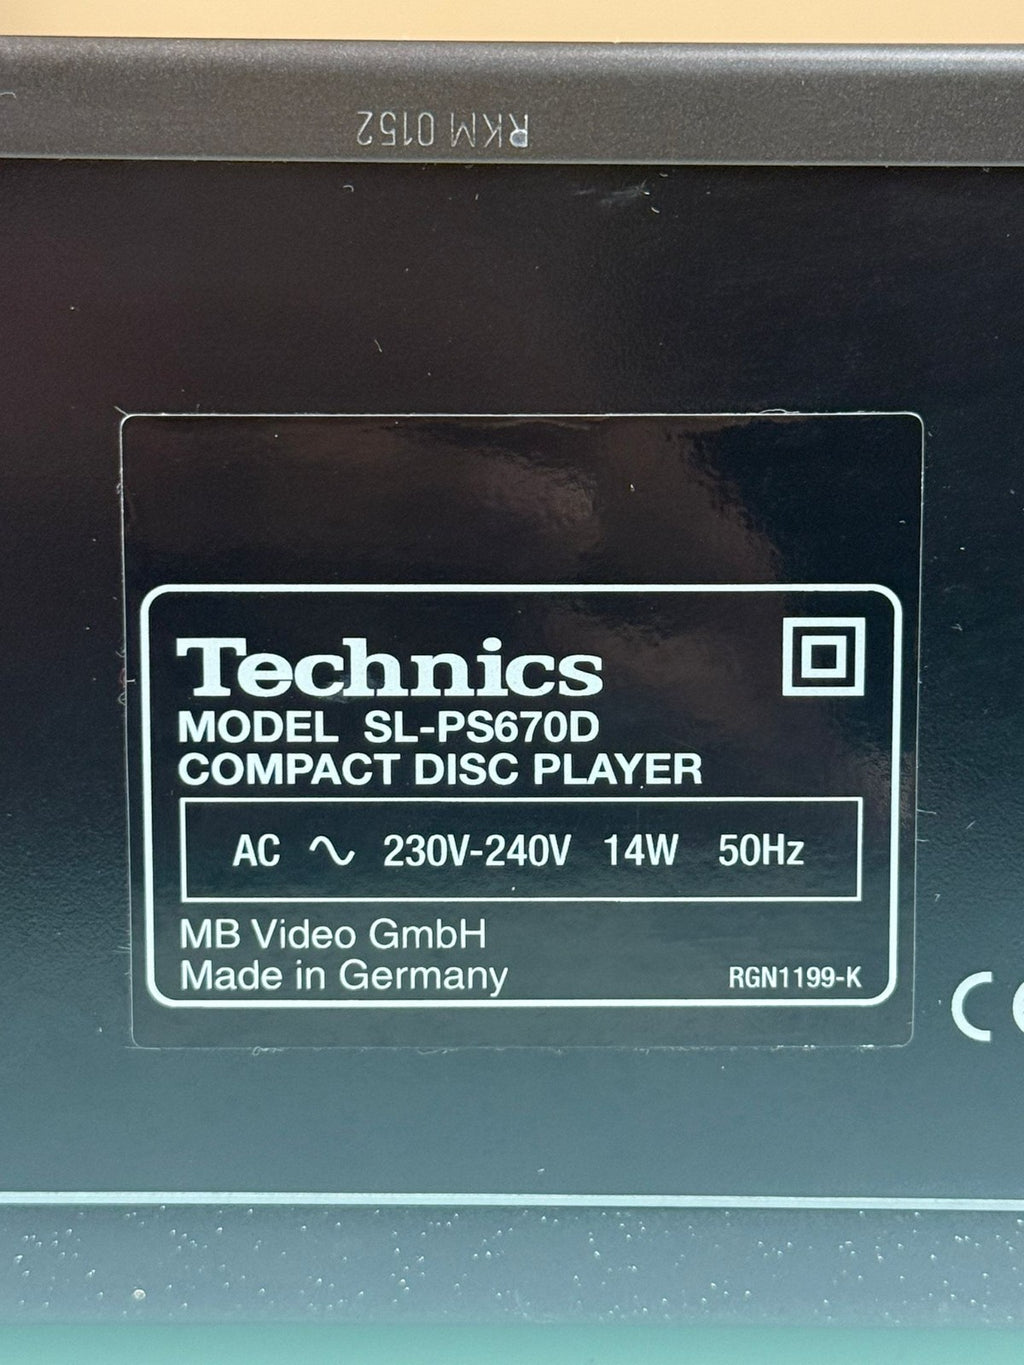 RKM 0152
Technics
MODEL SL-PS670D
COMPACT DISC PLAYER
AC ∿ 230V-240V 14W 50Hz
MB Video GmbH
Made in Germany
RGN1199-K
CE